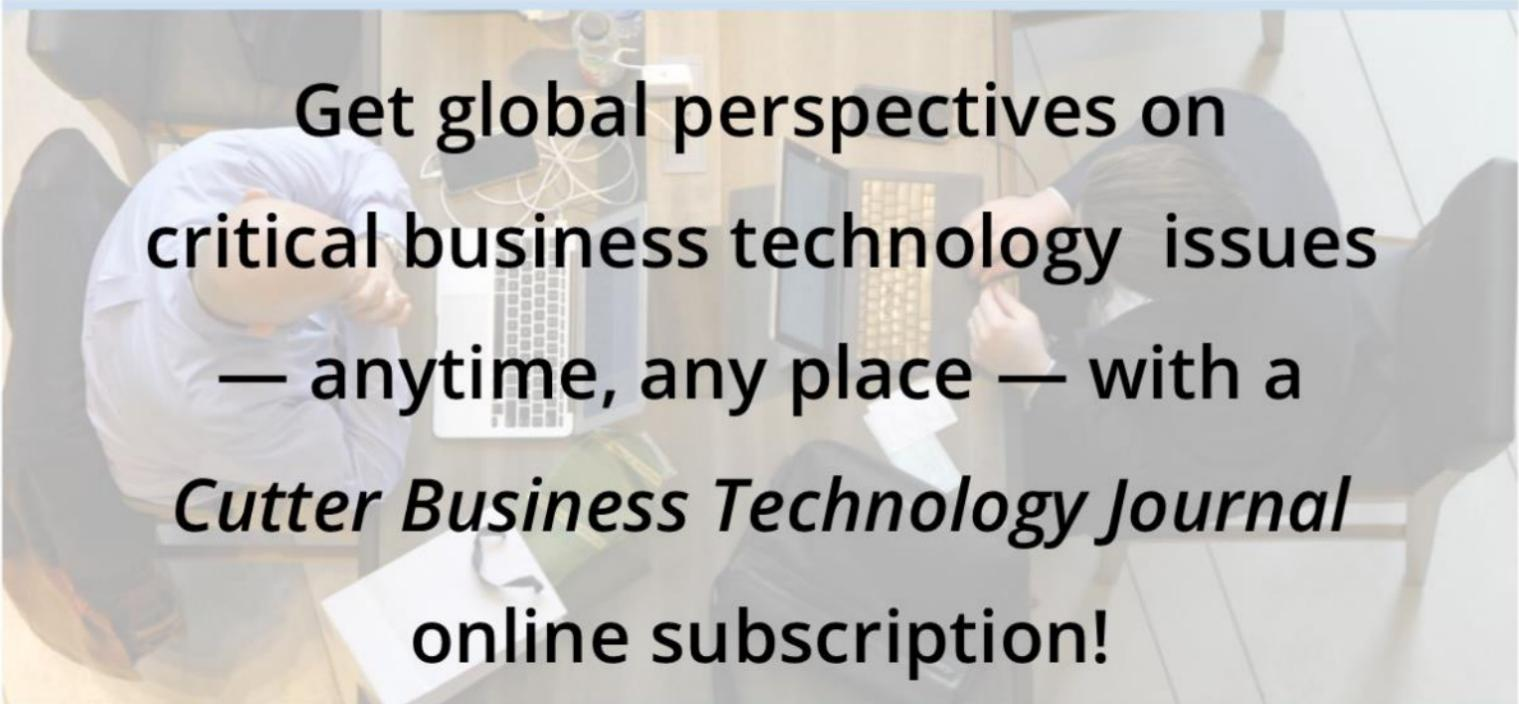 Get global perspectives on
critical business technology  issues
— anytime, any place — with a
Cutter Business Technology Journal
online subscription!